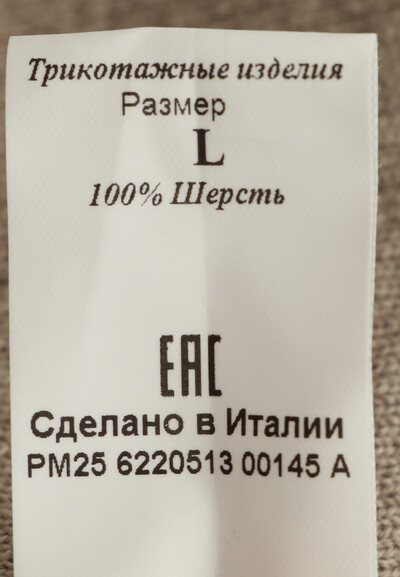 Трикотажные изделия
Размер
L
100% Шерсть
EAC
Сделано в Италии
PM25 6220513 00145 A